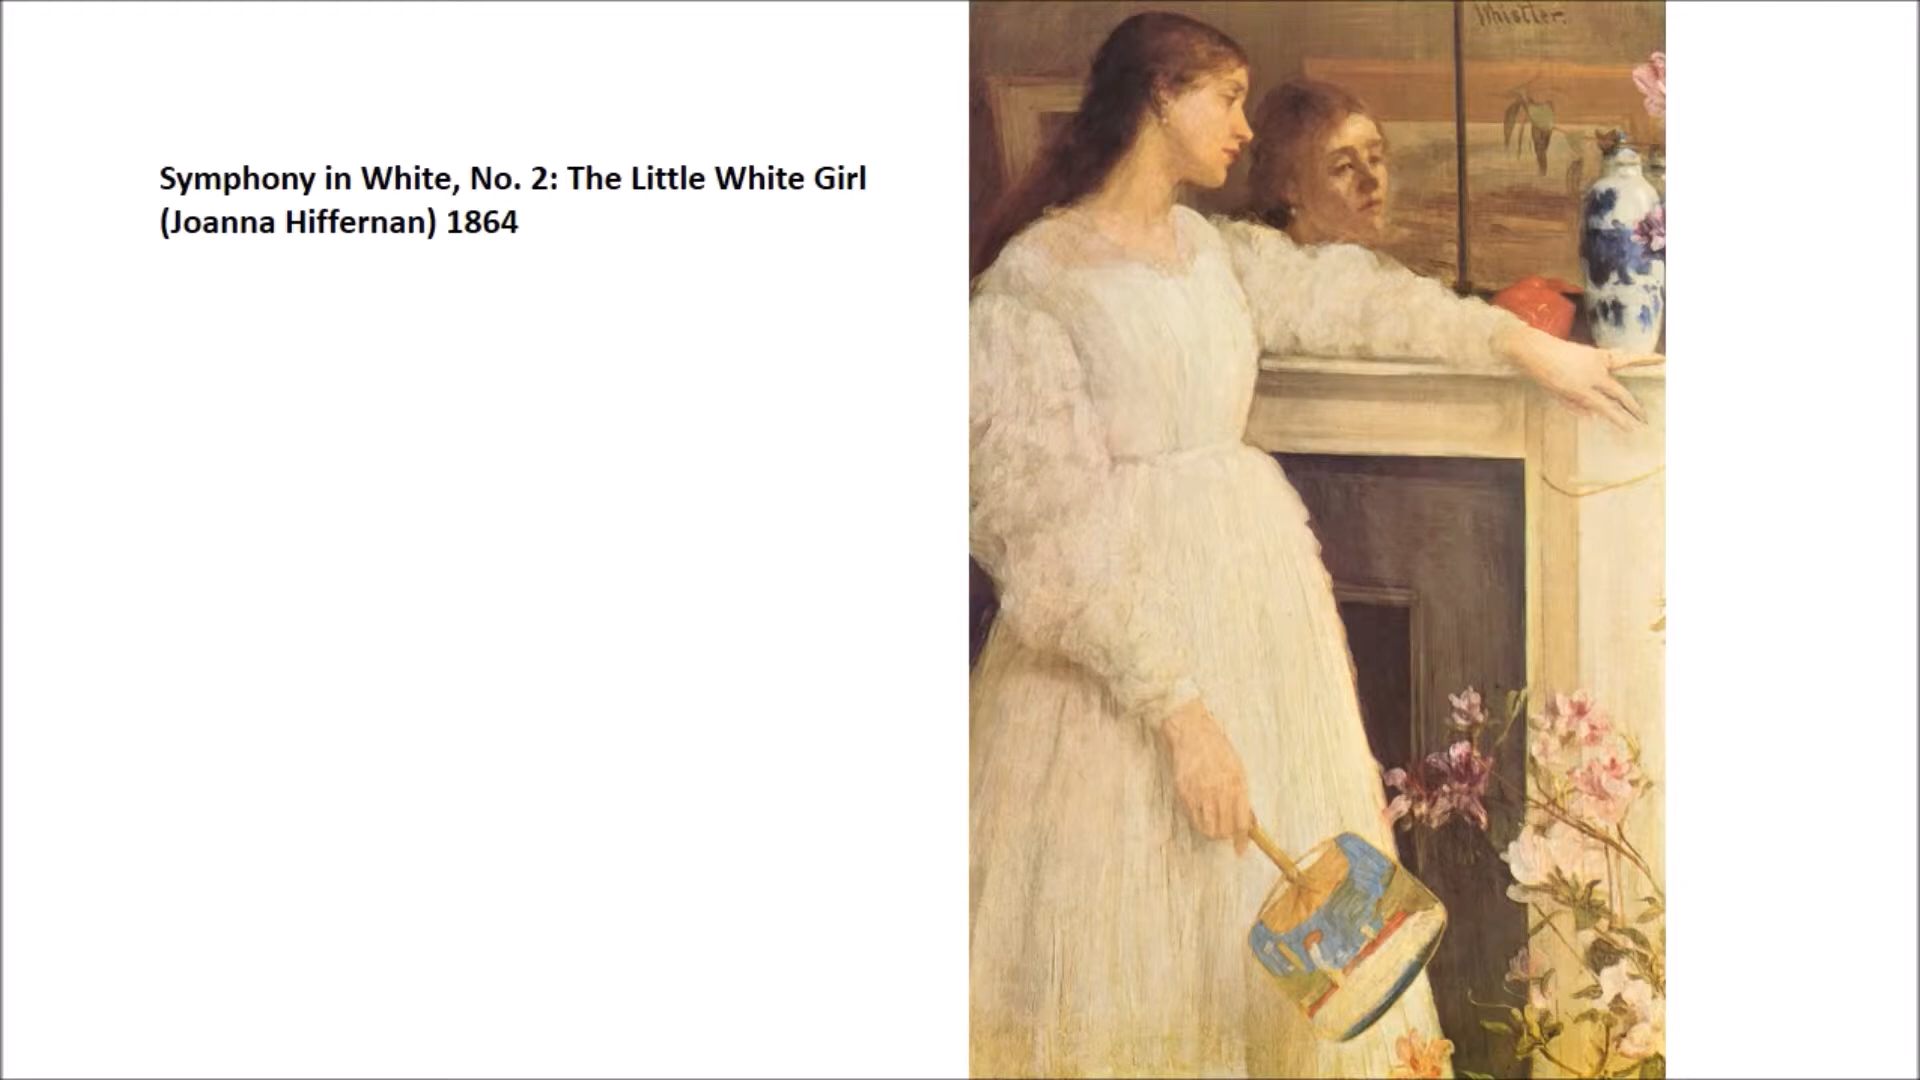 Symphony in White, No. 2: The Little White Girl
(Joanna Hiffernan) 1864
Whistler.